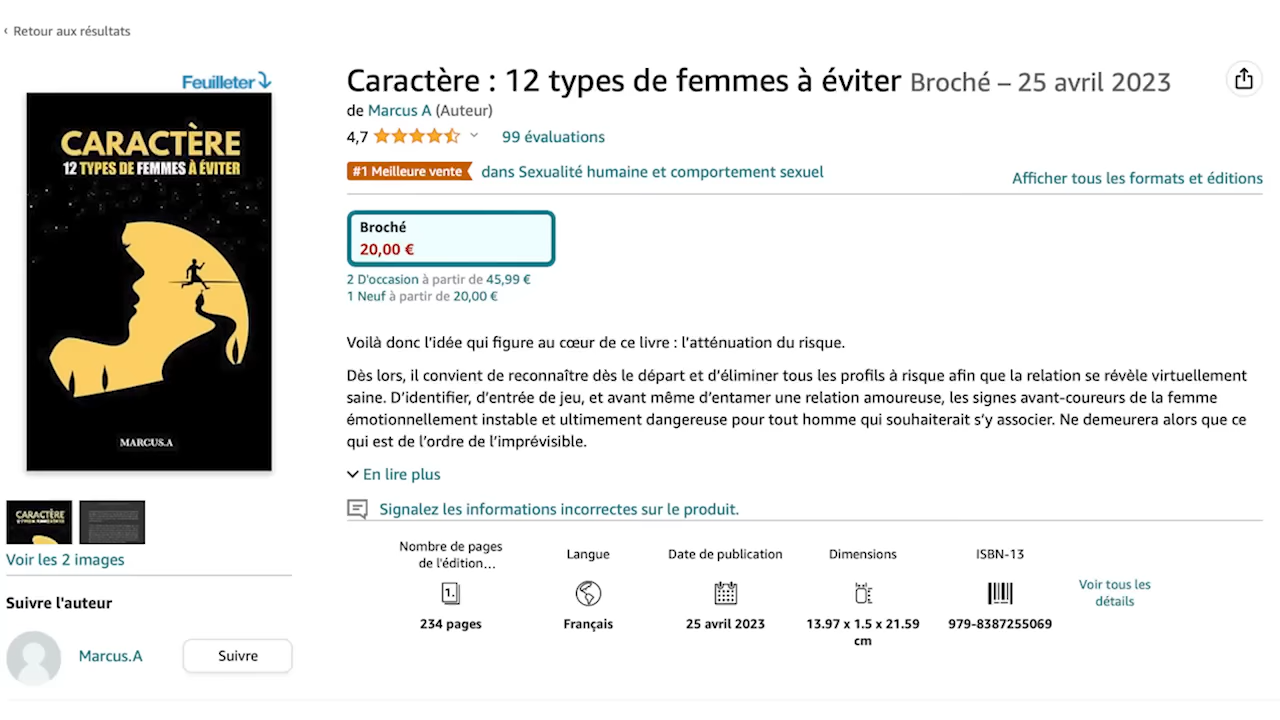 ‹ Retour aux résultats
Feuilleter
CARACTÈRE
12 TYPES DE FEMMES À ÉVITER
MARCUS.A
CARACTÈRE
Voir les 2 images
Suivre l'auteur
Marcus.A
Suivre
Caractère : 12 types de femmes à éviter Broché – 25 avril 2023
de Marcus A (Auteur)
4,7 99 évaluations
#1 Meilleure vente dans Sexualité humaine et comportement sexuel
Afficher tous les formats et éditions
Broché
20,00 €
2 D'occasion à partir de 45,99 €
1 Neuf à partir de 20,00 €
Voilà donc l'idée qui figure au cœur de ce livre : l'atténuation du risque.
Dès lors, il convient de reconnaître dès le départ et d'éliminer tous les profils à risque afin que la relation se révèle virtuellement
saine. D'identifier, d'entrée de jeu, et avant même d'entamer une relation amoureuse, les signes avant-coureurs de la femme
émotionnellement instable et ultimement dangereuse pour tout homme qui souhaiterait s'y associer. Ne demeurera alors que ce
qui est de l'ordre de l'imprévisible.
En lire plus
Signalez les informations incorrectes sur le produit.
Nombre de pages
de l'édition…
1.
234 pages
Langue
Français
Date de publication
25 avril 2023
Dimensions
13.97 x 1.5 x 21.59
cm
ISBN-13
979-8387255069
Voir tous les
détails